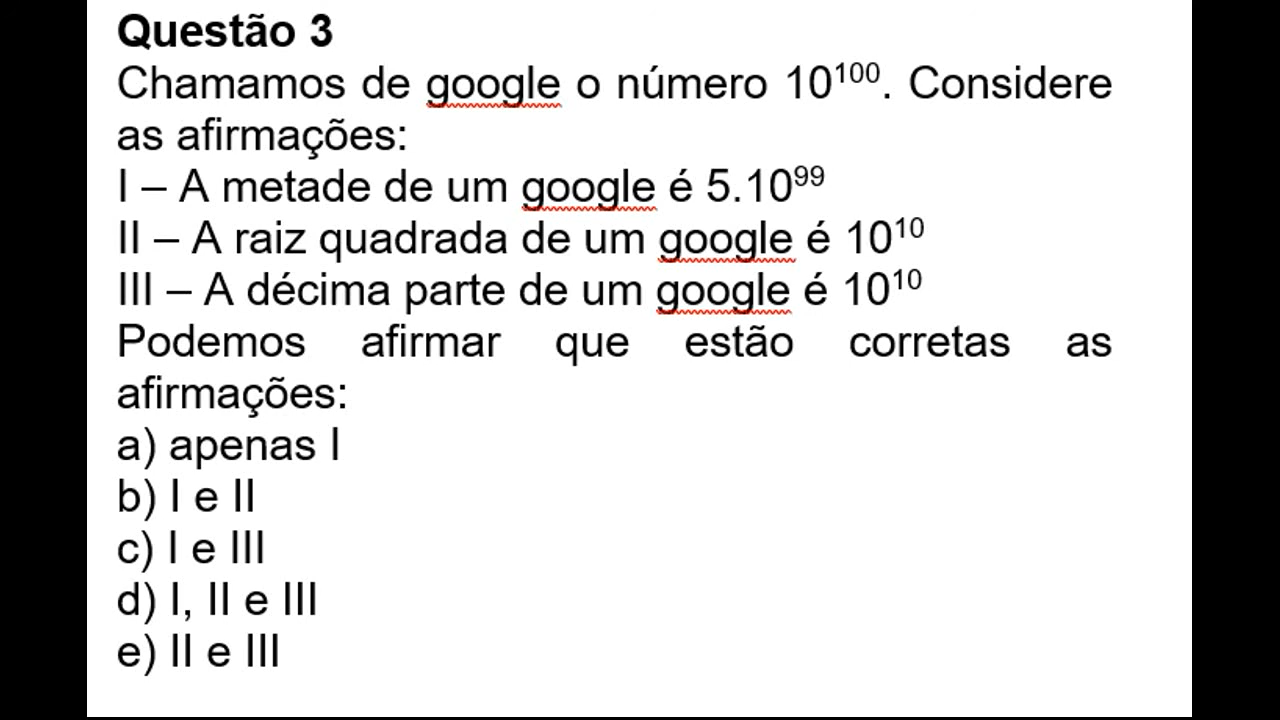 Questão 3
Chamamos de google o número 10¹⁰⁰. Considere
as afirmações:
I – A metade de um google é 5.10⁹⁹
II – A raiz quadrada de um google é 10¹⁰
III – A décima parte de um google é 10¹⁰
Podemos afirmar que estão corretas as
afirmações:
a) apenas I
b) I e II
c) I e III
d) I, II e III
e) II e III